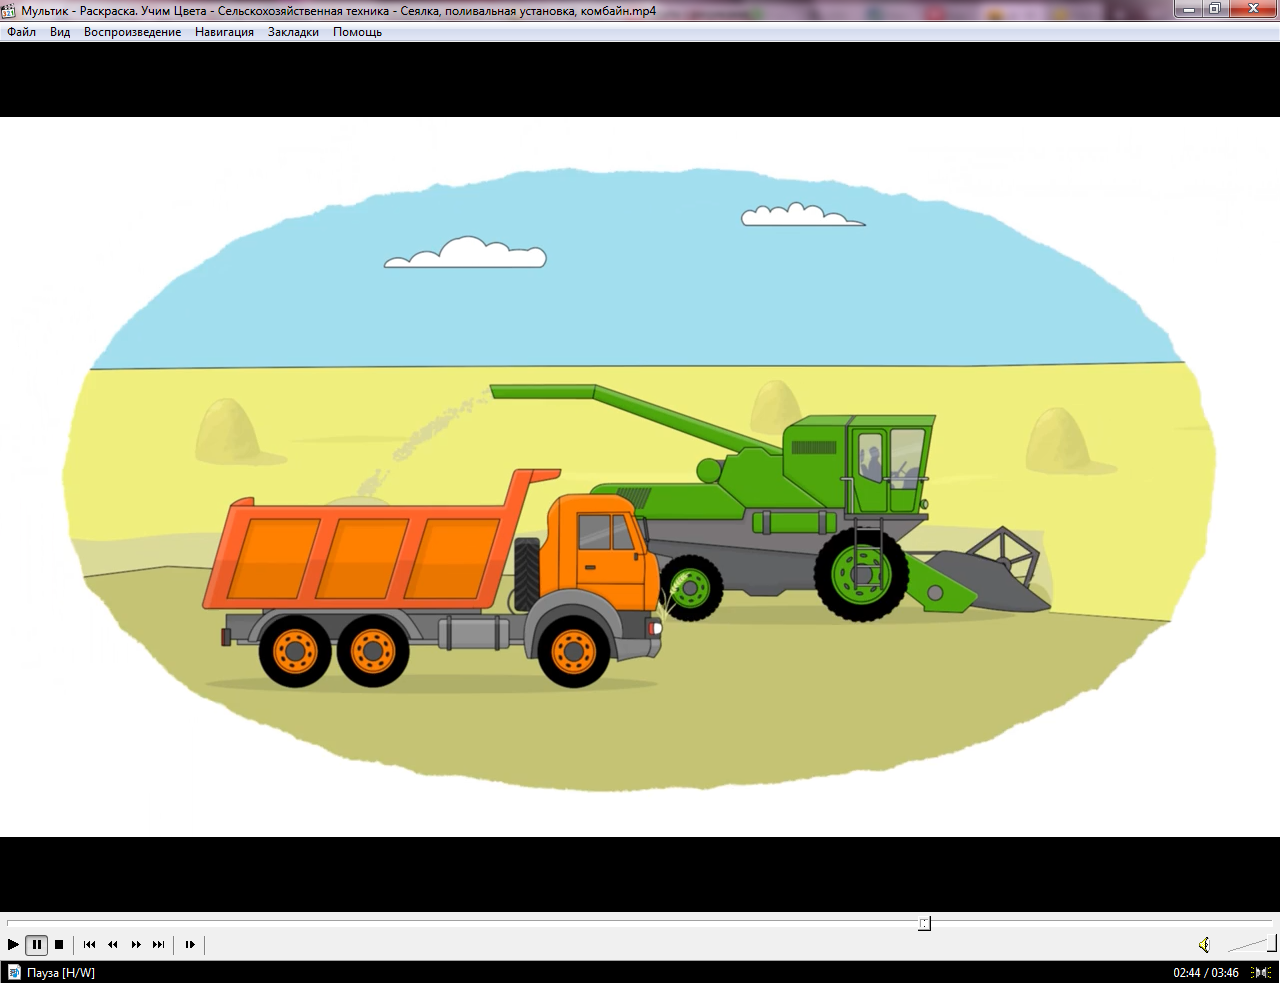 Мультик - Раскраска. Учим Цвета - Сельскохозяйственная техника - Сеялка, поливальная установка, комбайн.mp4
Файл Вид Воспроизведение Навигация Закладки Помощь
Пауза [H/W]
02:44 / 03:46